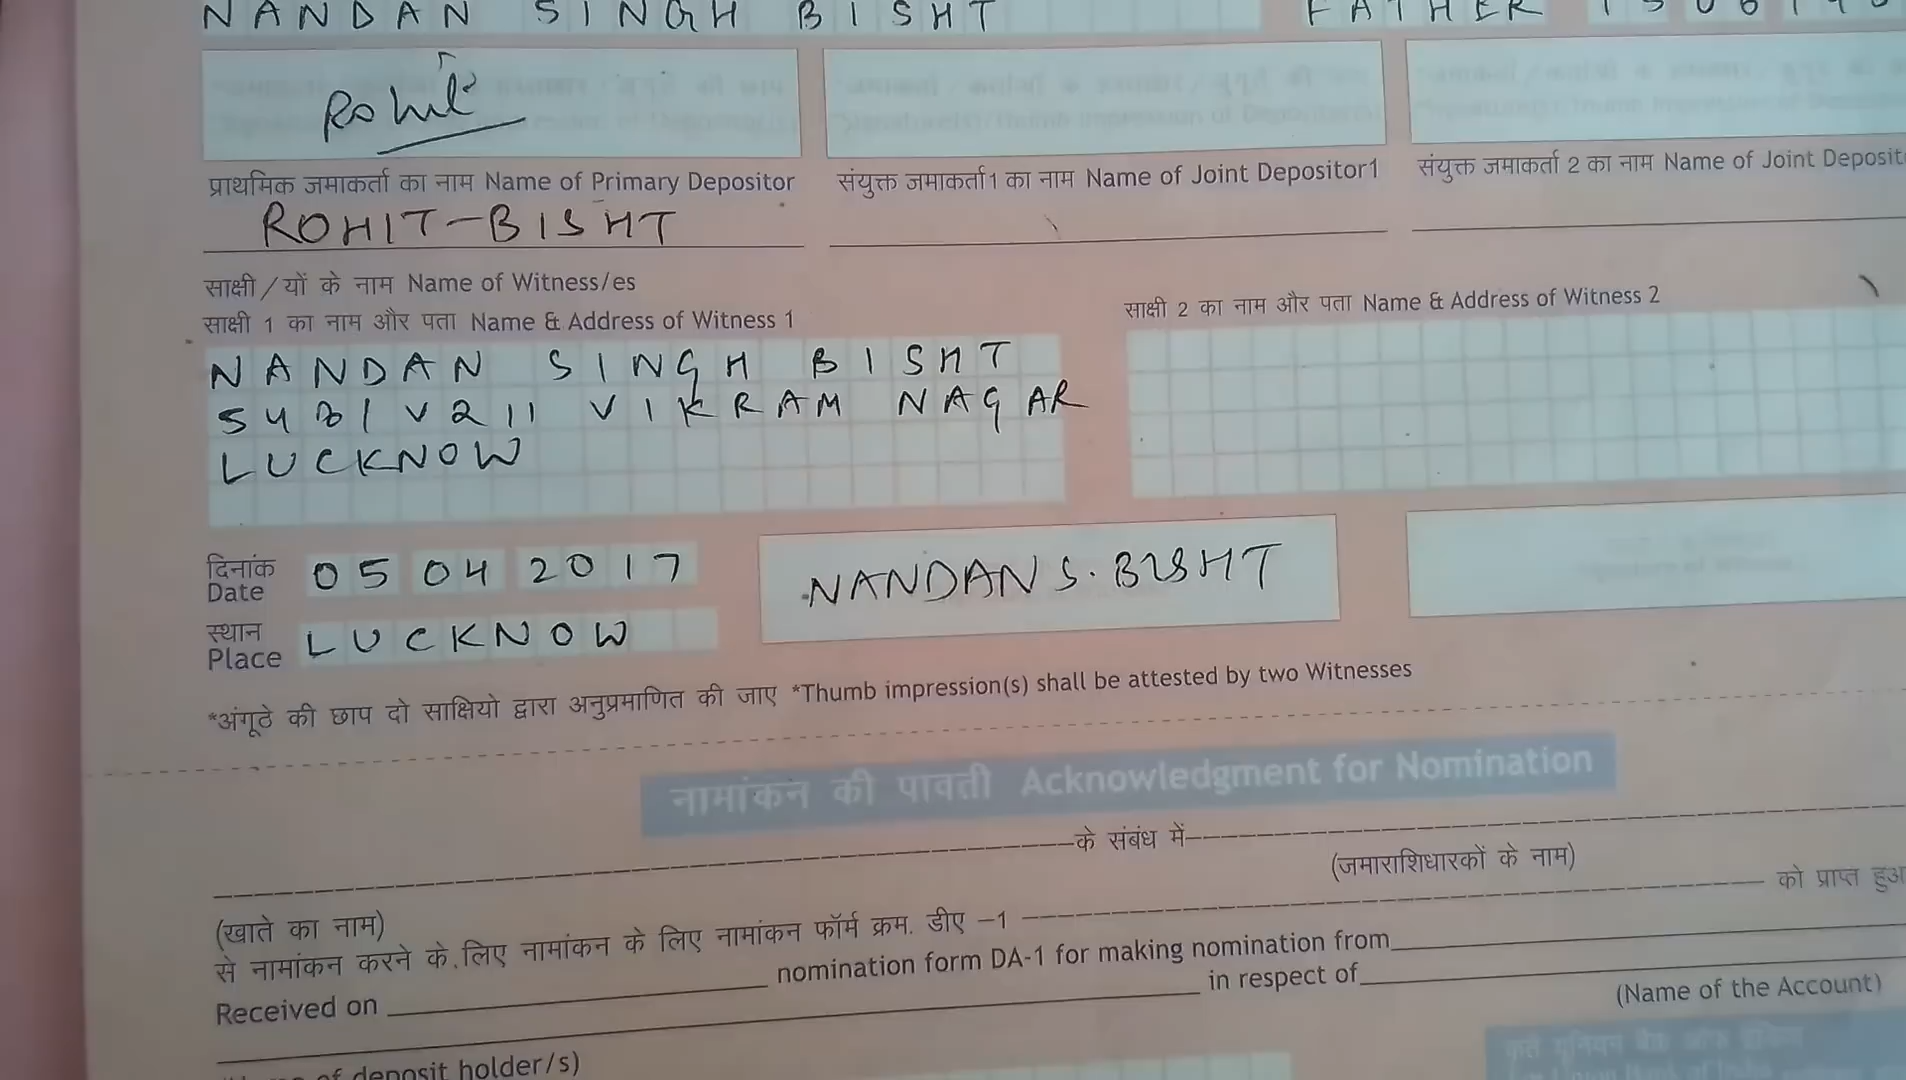 NANDAN SINGH BISHT FATHER
Rohit
प्राथमिक जमाकर्ता का नाम Name of Primary Depositor संयुक्त जमाकर्ता1 का नाम Name of Joint Depositor1 संयुक्त जमाकर्ता 2 का नाम Name of Joint
ROHIT-BISHT
साक्षी/यों के नाम Name of Witness/es
साक्षी 1 का नाम और पता Name & Address of Witness 1 साक्षी 2 का नाम और पता Name & Address of Witness 2
NANDAN SINGH BISHT
VIKRAM NAGAR
LUCKNOW
दिनांक
Date 05 04 2017 NANDAN S. BISHT
स्थान
Place LUCKNOW
*अंगूठे की छाप दो साक्षियो द्वारा अनुप्रमाणित की जाए *Thumb impression(s) shall be attested by two Witnesses
नामांकन की पावती Acknowledgment for Nomination
के संबंध में
(जमाराशिधारकों के नाम)
(खाते का नाम)
से नामांकन करने के.लिए नामांकन के लिए नामांकन फॉर्म क्रम. डीए -1 को प्राप्त
Received on nomination form DA-1 for making nomination from
in respect of
(Name of the Account)
of deposit holder/s)